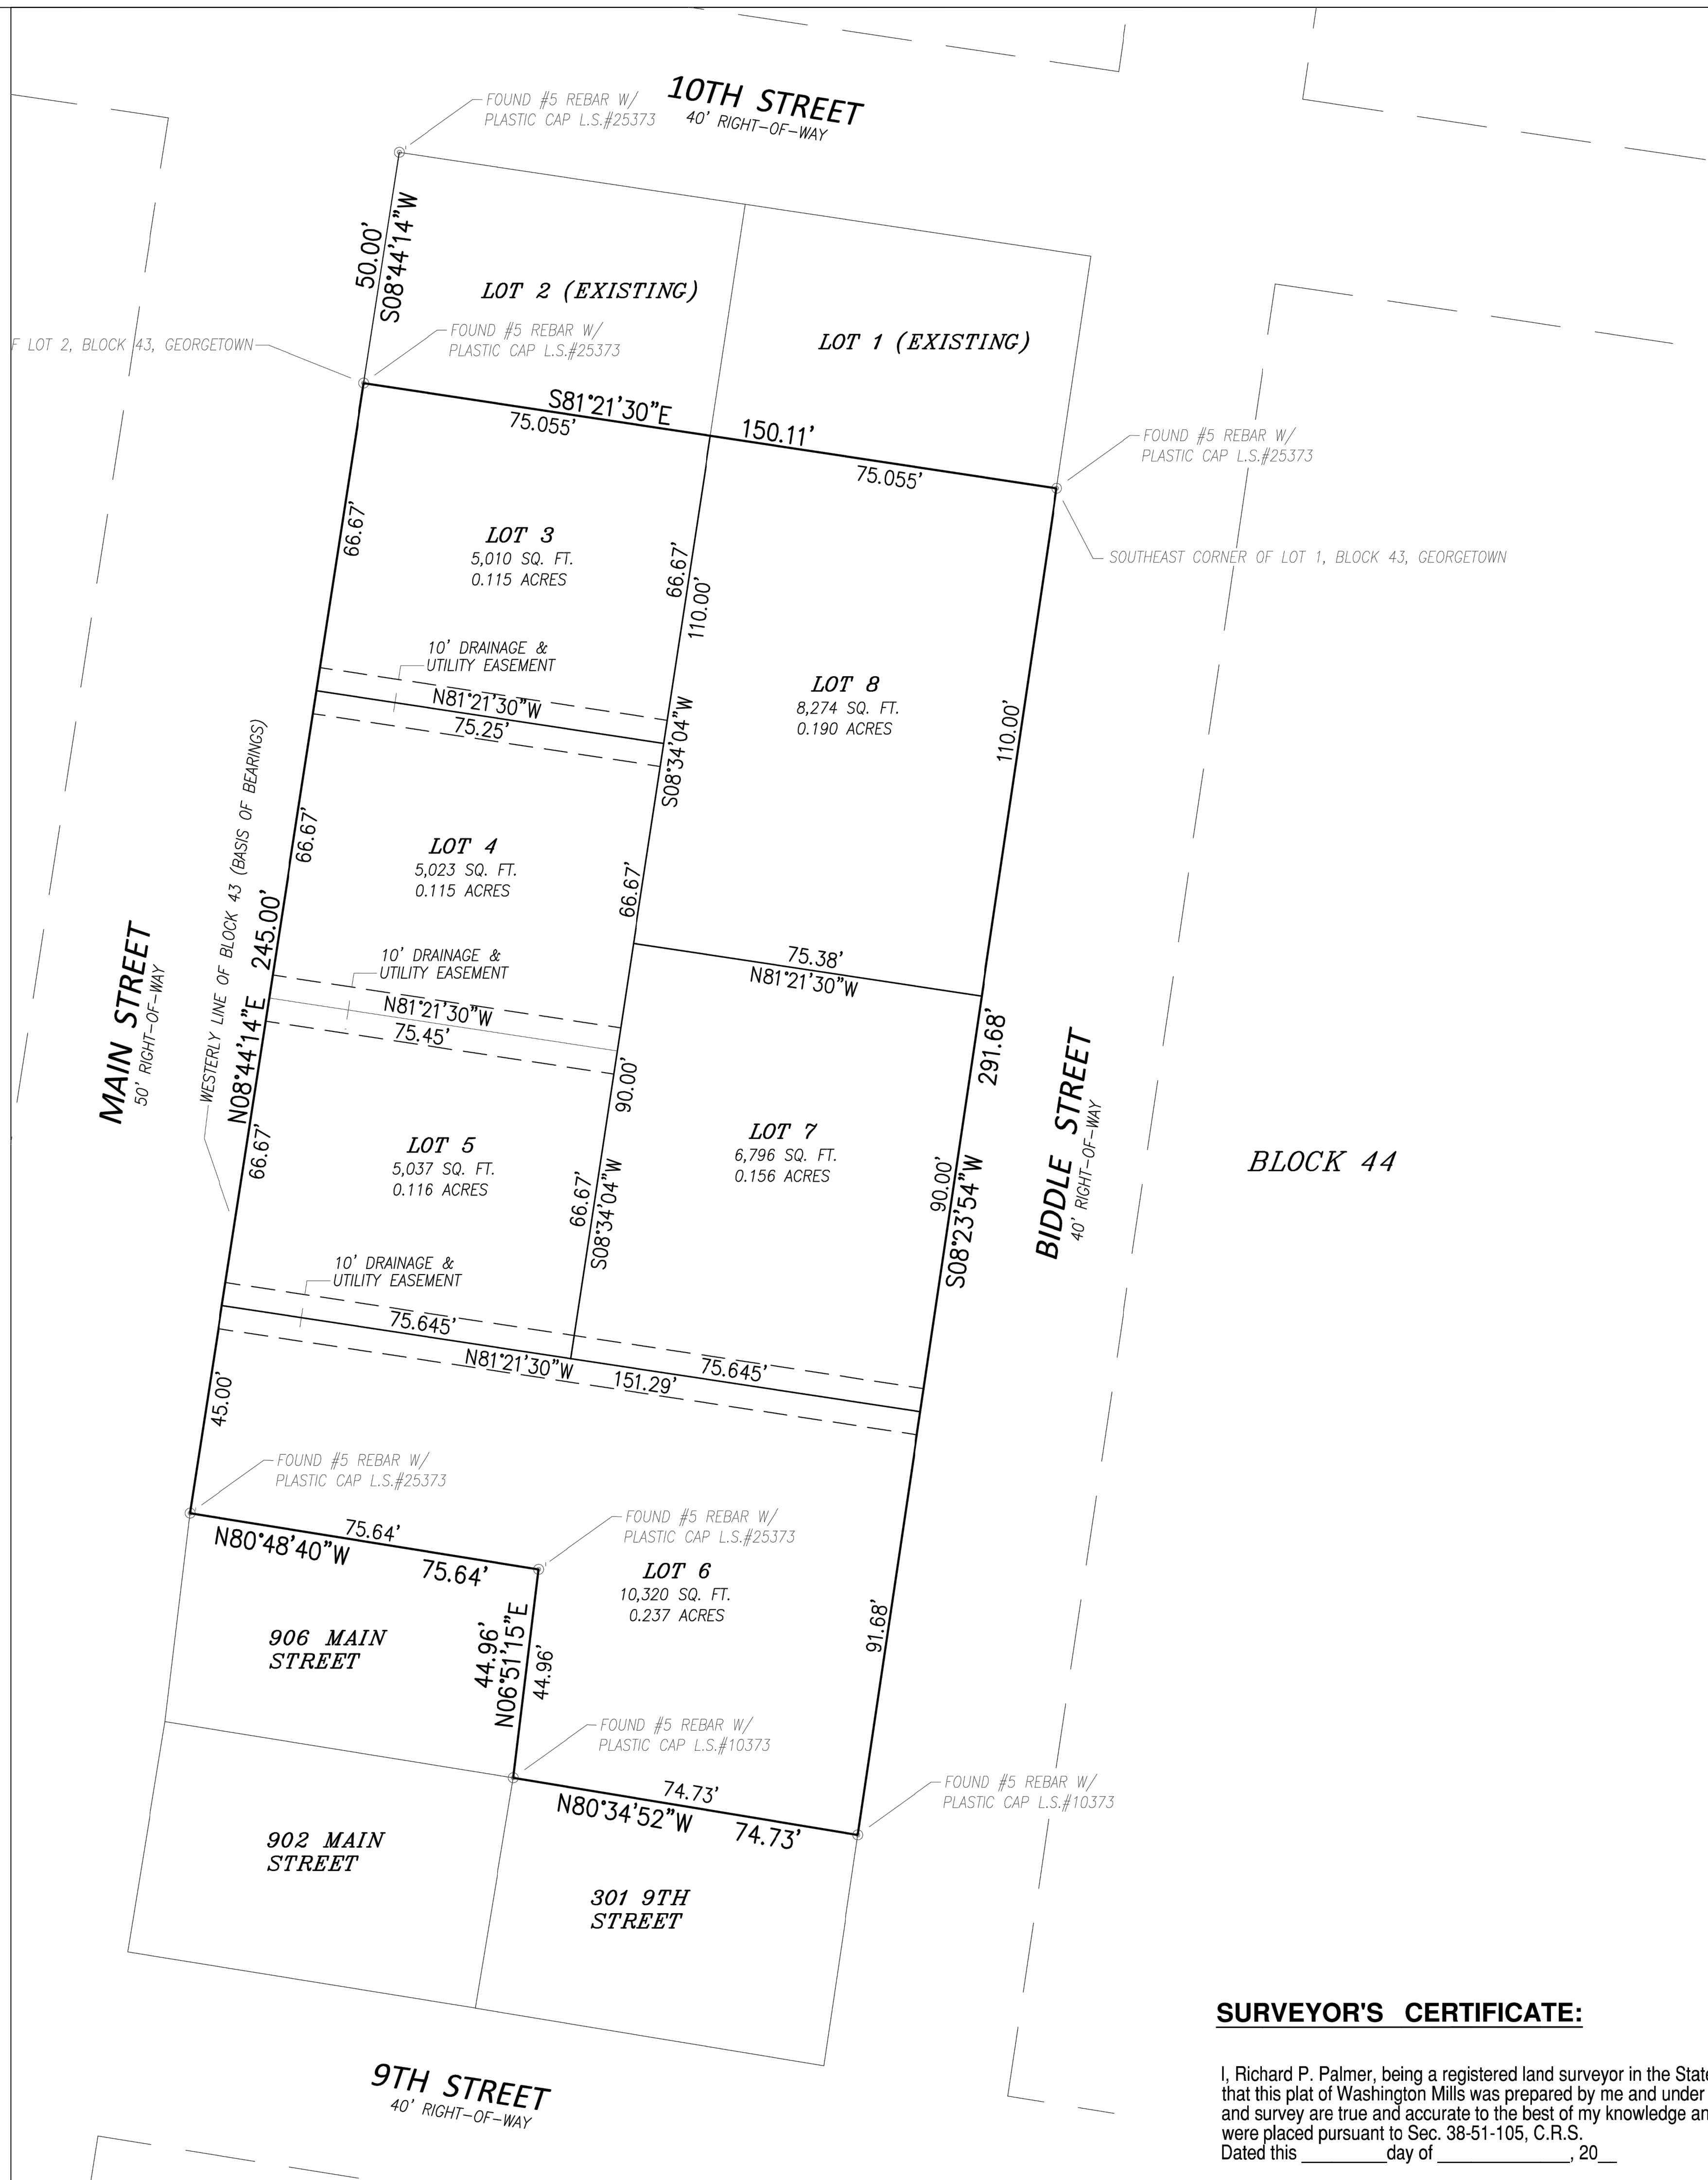 10TH STREET
40' RIGHT-OF-WAY
FOUND #5 REBAR W/
PLASTIC CAP L.S.#25373
50.00'
S08°44'14"W
LOT 2 (EXISTING)
LOT 1 (EXISTING)
FOUND #5 REBAR W/
PLASTIC CAP L.S.#25373
F LOT 2, BLOCK 43, GEORGETOWN
S81°21'30"E
150.11'
75.055'
75.055'
FOUND #5 REBAR W/
PLASTIC CAP L.S.#25373
SOUTHEAST CORNER OF LOT 1, BLOCK 43, GEORGETOWN
66.67'
LOT 3
5,010 SQ. FT.
0.115 ACRES
66.67'
110.00'
10' DRAINAGE &
UTILITY EASEMENT
N81°21'30"W
75.25'
S08°34'04"W
LOT 8
8,274 SQ. FT.
0.190 ACRES
110.00'
WESTERLY LINE OF BLOCK 43 (BASIS OF BEARINGS)
66.67'
LOT 4
5,023 SQ. FT.
0.115 ACRES
66.67'
245.00'
N08°44'14"E
MAIN STREET
50' RIGHT-OF-WAY
10' DRAINAGE &
UTILITY EASEMENT
N81°21'30"W
75.45'
75.38'
N81°21'30"W
90.00'
291.68'
BIDDLE STREET
40' RIGHT-OF-WAY
BLOCK 44
66.67'
LOT 5
5,037 SQ. FT.
0.116 ACRES
66.67'
S08°34'04"W
LOT 7
6,796 SQ. FT.
0.156 ACRES
90.00'
S08°23'54"W
10' DRAINAGE &
UTILITY EASEMENT
75.645'
N81°21'30"W
151.29'
75.645'
45.00'
FOUND #5 REBAR W/
PLASTIC CAP L.S.#25373
75.64'
N80°48'40"W
75.64'
FOUND #5 REBAR W/
PLASTIC CAP L.S.#25373
LOT 6
10,320 SQ. FT.
0.237 ACRES
91.68'
906 MAIN
STREET
44.96'
N06°51'15"E
44.96'
FOUND #5 REBAR W/
PLASTIC CAP L.S.#10373
74.73'
N80°34'52"W
74.73'
FOUND #5 REBAR W/
PLASTIC CAP L.S.#10373
902 MAIN
STREET
301 9TH
STREET
9TH STREET
40' RIGHT-OF-WAY
SURVEYOR'S CERTIFICATE:
I, Richard P. Palmer, being a registered land surveyor in the State
that this plat of Washington Mills was prepared by me and under
and survey are true and accurate to the best of my knowledge an
were placed pursuant to Sec. 38-51-105, C.R.S.
Dated this _________day of ______________, 20__